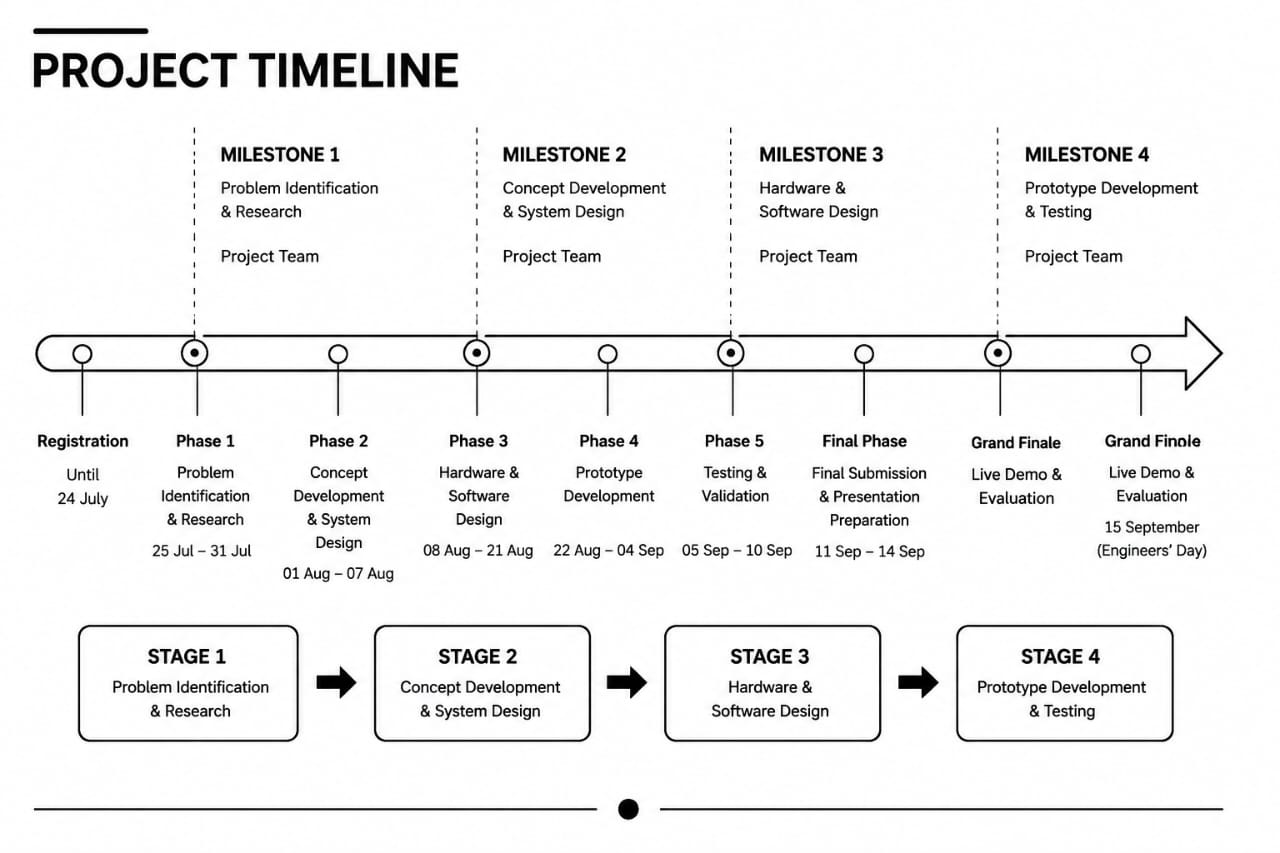 PROJECT TIMELINE
MILESTONE 1
Problem Identification
& Research
Project Team
MILESTONE 2
Concept Development
& System Design
Project Team
MILESTONE 3
Hardware &
Software Design
Project Team
MILESTONE 4
Prototype Development
& Testing
Project Team
Registration
Until
24 July
Phase 1
Problem
Identification
& Research
25 Jul – 31 Jul
Phase 2
Concept
Development
& System
Design
01 Aug – 07 Aug
Phase 3
Hardware &
Software
Design
08 Aug – 21 Aug
Phase 4
Prototype
Development
22 Aug – 04 Sep
Phase 5
Testing &
Validation
05 Sep – 10 Sep
Final Phase
Final Submission
& Presentation
Preparation
11 Sep – 14 Sep
Grand Finale
Live Demo &
Evaluation
Grand Finole
Live Demo &
Evaluation
15 September
(Engineers’ Day)
STAGE 1
Problem Identification
& Research
STAGE 2
Concept Development
& System Design
STAGE 3
Hardware &
Software Design
STAGE 4
Prototype Development
& Testing